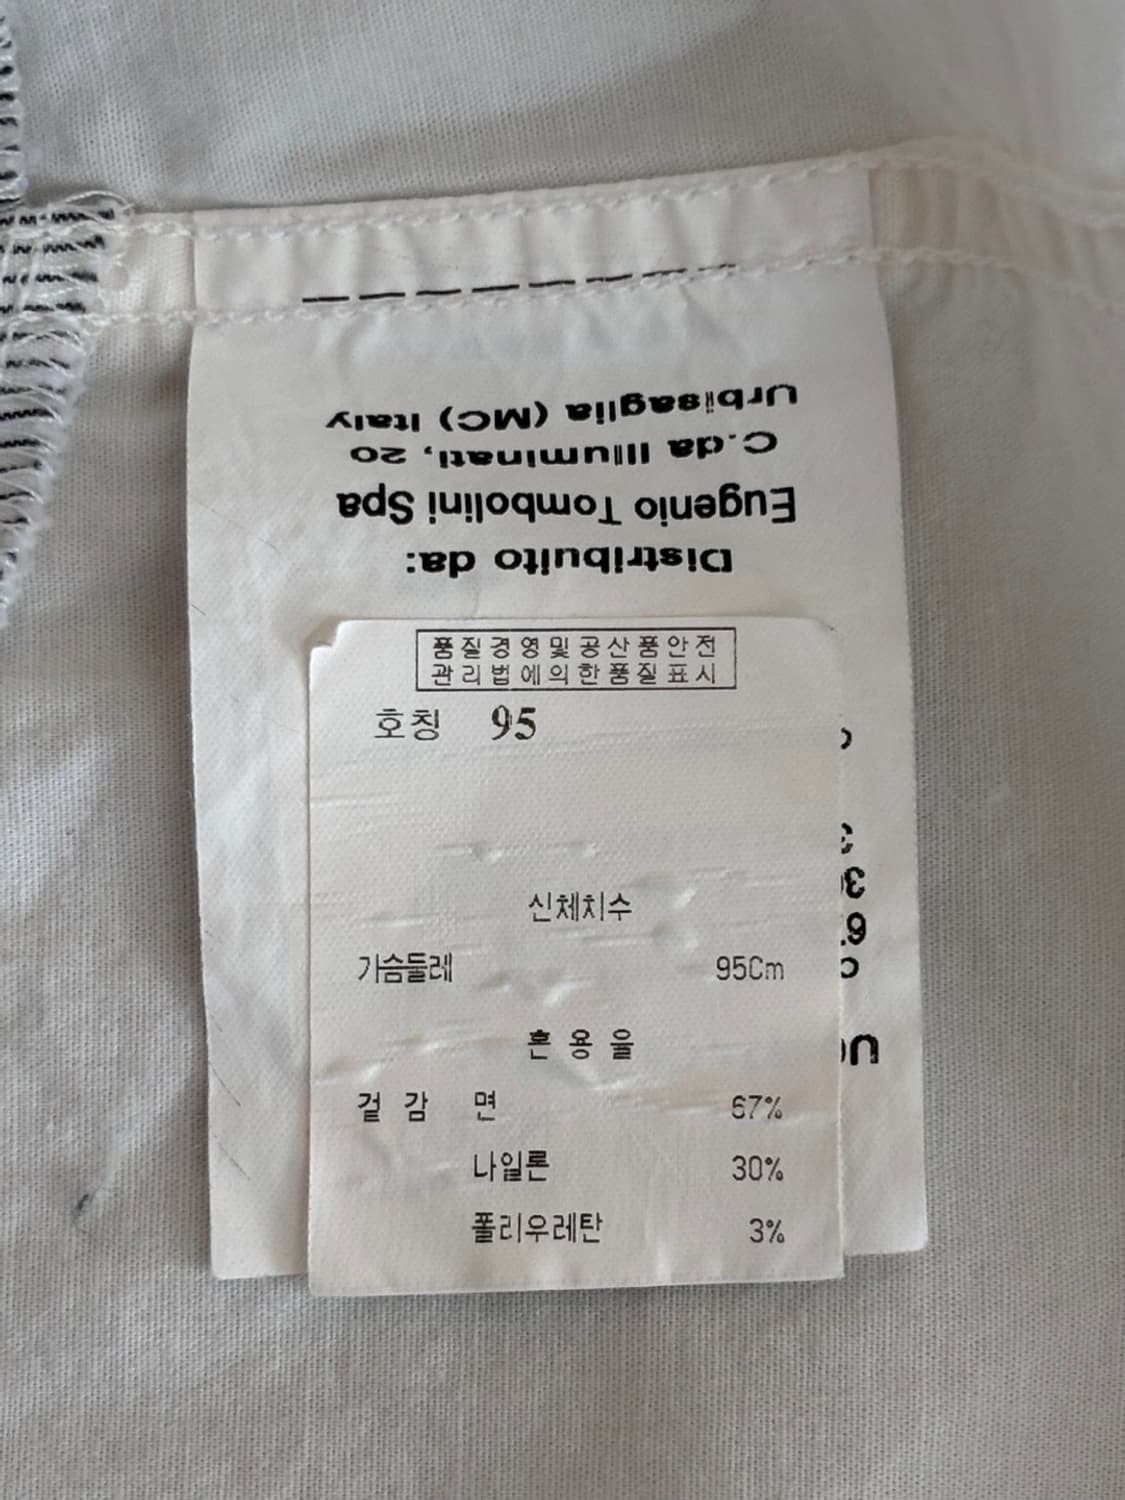 Distribuito da:
Eugenio Tombolini Spa
C.da Illuminati, 20
Urbisaglia (MC) Italy
품질경영및공산품안전
관리법에의한품질표시
호칭 95
신체치수
가슴둘레 95Cm
혼용율
겉감 면 67%
나일론 30%
폴리우레탄 3%